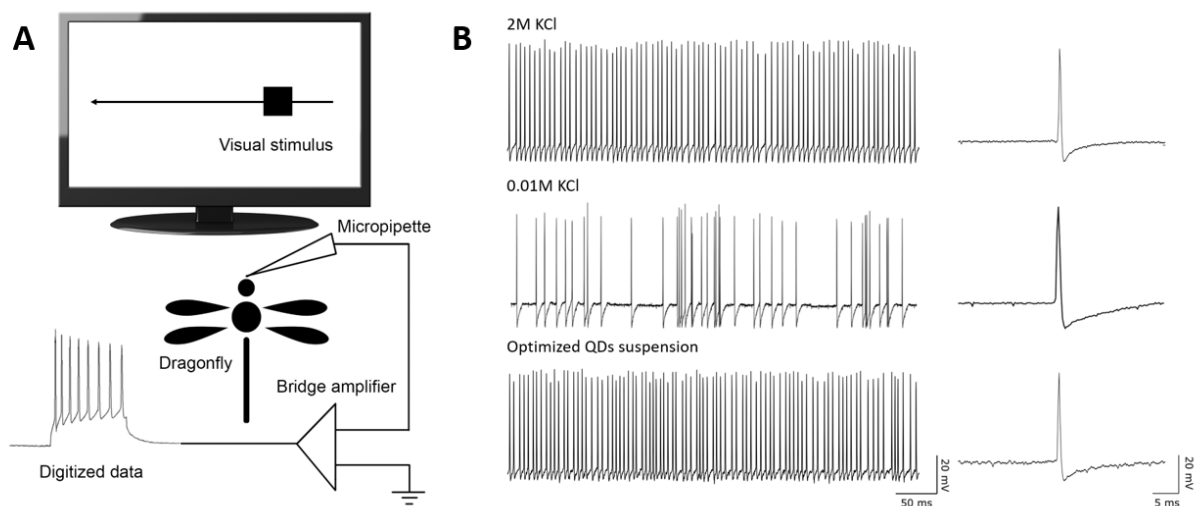 A
Visual stimulus
Micropipette
Dragonfly
Bridge amplifier
Digitized data
B
2M KCl
0.01M KCl
Optimized QDs suspension
20 mV
50 ms
20 mV
5 ms